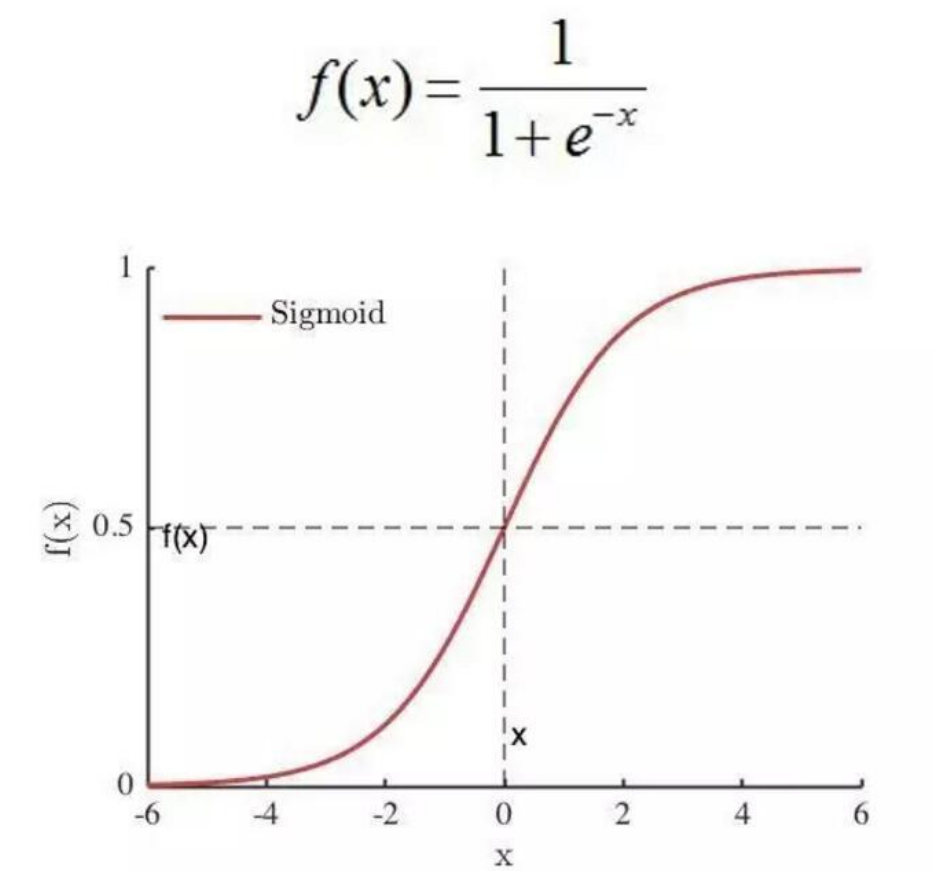 f(x) = 1 / (1 + e^{-x})
1
Sigmoid
f(x)
0.5
f(x)
x
0
-6 -4 -2 0 2 4 6
x